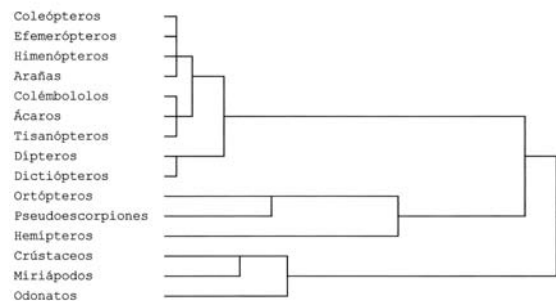 Coleópteros
Efemerópteros
Himenópteros
Arañas
Colémbololos
Ácaros
Tisanópteros
Dípteros
Dictiópteros
Ortópteros
Pseudoescorpiones
Hemípteros
Crústaceos
Miriápodos
Odonatos